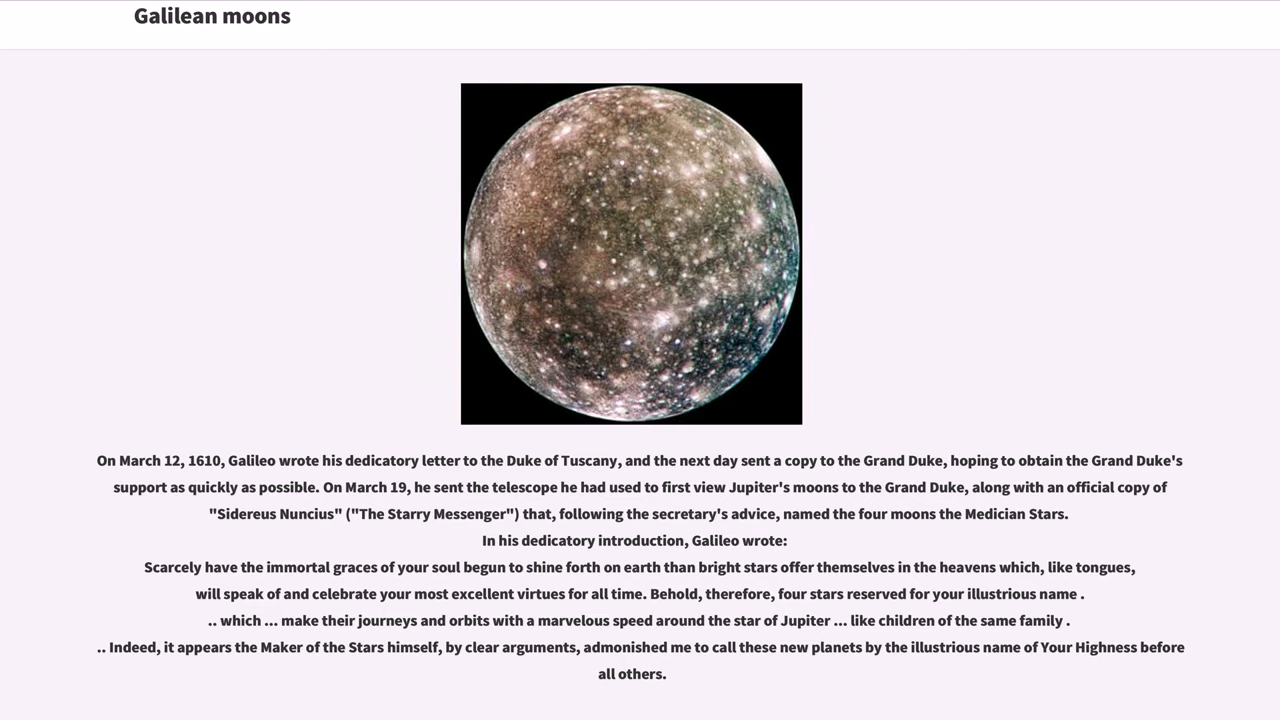 Galilean moons
On March 12, 1610, Galileo wrote his dedicatory letter to the Duke of Tuscany, and the next day sent a copy to the Grand Duke, hoping to obtain the Grand Duke's
support as quickly as possible. On March 19, he sent the telescope he had used to first view Jupiter's moons to the Grand Duke, along with an official copy of
"Sidereus Nuncius" ("The Starry Messenger") that, following the secretary's advice, named the four moons the Medician Stars.
In his dedicatory introduction, Galileo wrote:
Scarcely have the immortal graces of your soul begun to shine forth on earth than bright stars offer themselves in the heavens which, like tongues,
will speak of and celebrate your most excellent virtues for all time. Behold, therefore, four stars reserved for your illustrious name .
.. which ... make their journeys and orbits with a marvelous speed around the star of Jupiter ... like children of the same family .
.. Indeed, it appears the Maker of the Stars himself, by clear arguments, admonished me to call these new planets by the illustrious name of Your Highness before
all others.